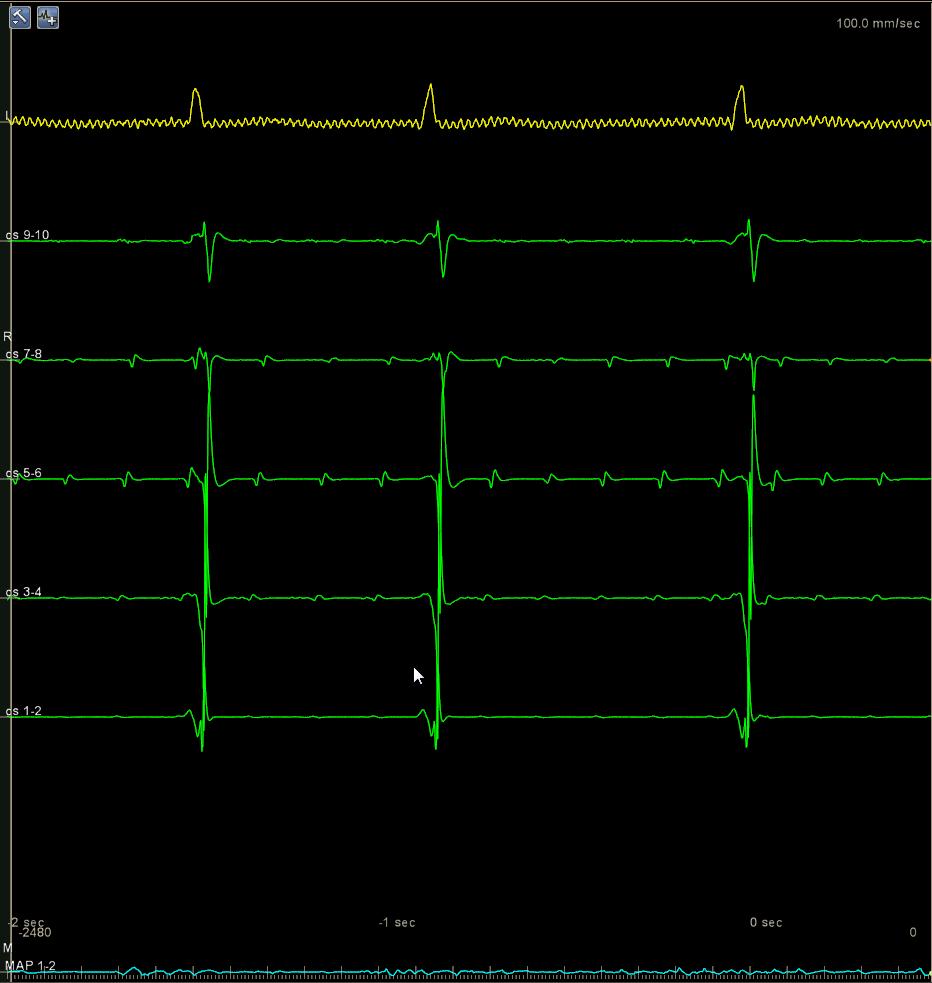 100.0 mm/sec
cs 9-10
R
cs 7-8
cs 5-6
cs 3-4
cs 1-2
-2 sec
-1 sec
0 sec
-2480
0
M
MAP 1-2